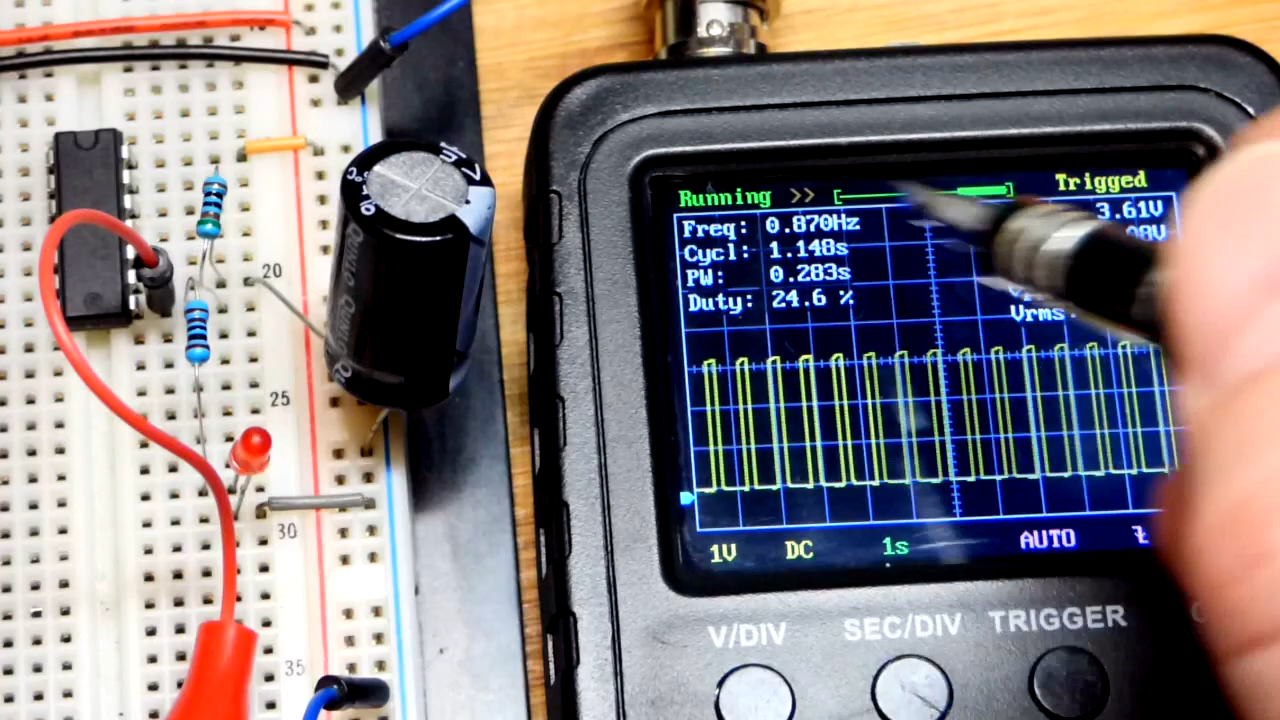 Running >> Trigged
Freq: 0.870Hz 3.61V
Cycl: 1.148s
PW: 0.283s
Duty: 24.6 %
Vrms:
1V DC 1s AUTO
V/DIV SEC/DIV TRIGGER
20
25
30
35